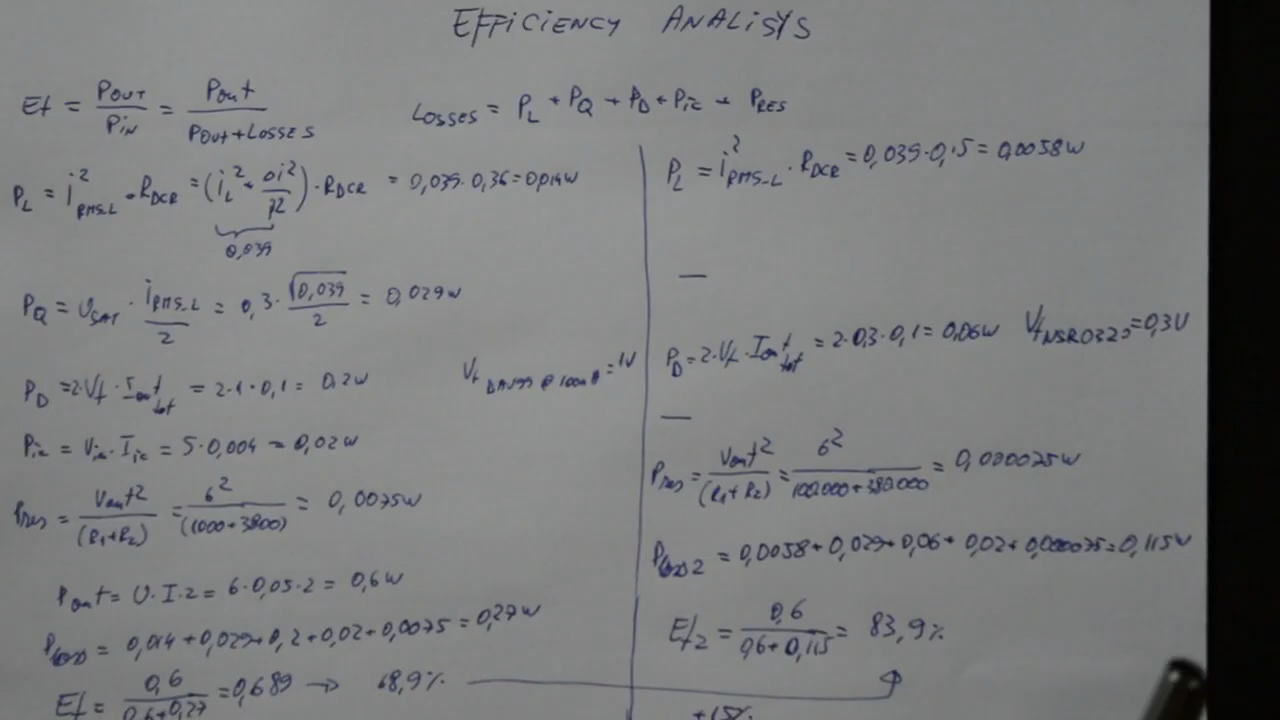 EFFICIENCY ANALISYS
Ef = Pout/Pin = Pout/(Pout+Losses)
Losses = PL + PQ + PD + Pic + PRES
PL = i²RMS-L · RDCR = (iL² + Δi²/12) · RDCR = 0,039 · 0,36 = 0,014W
0,039
PQ = USAT · iRMS-L/2 = 0,3 · √0,039/2 = 0,029W
PD = 2·Vf · Iout tot = 2·1·0,1 = 0,2W
Vf BAV99 @ 100mA = 1V
Pic = Vin · Iic = 5·0,004 = 0,02W
Pres = Vout²/(R1+R2) = 6²/(1000+3800) = 0,0075W
Pout = U·I·2 = 6·0,05·2 = 0,6W
Ploss = 0,014+0,029+0,2+0,02+0,0075 = 0,27W
Ef = 0,6/(0,6+0,27) = 0,689 → 68,9%
PL = i²RMS-L · RDCR = 0,039·0,15 = 0,0058W
—
PD = 2·Vf · Iout tot = 2·0,3·0,1 = 0,06W Vf NSR0320 = 0,3V
—
Pres = Vout²/(R1+R2) = 6²/(100000+380000) = 0,000075W
Ploss2 = 0,0058+0,029+0,06+0,02+0,000075 = 0,115W
Ef2 = 0,6/(0,6+0,115) = 83,9%
+15%